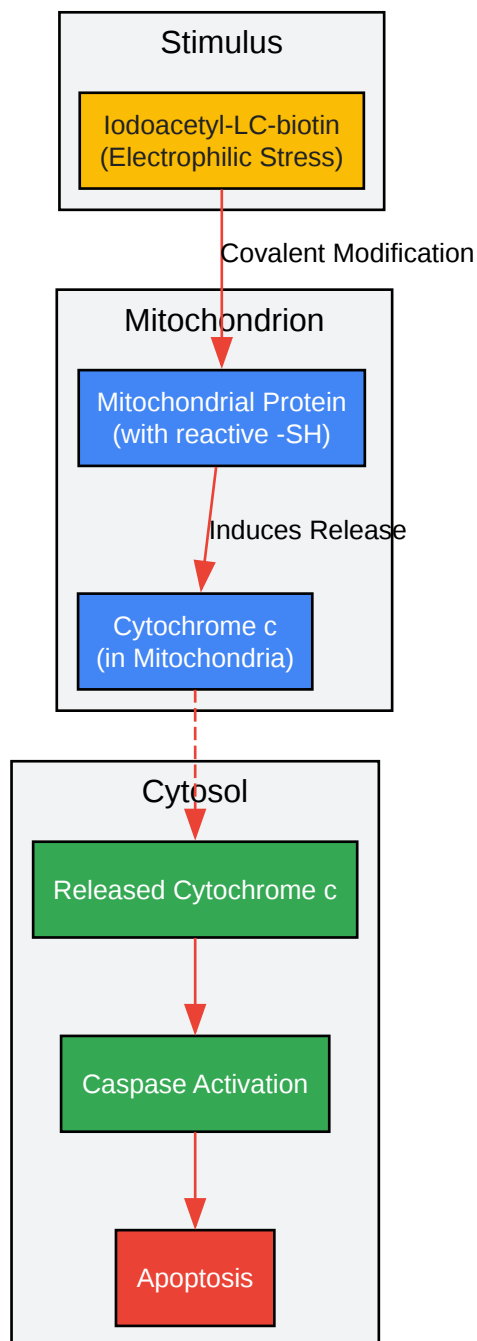 Stimulus
Iodoacetyl-LC-biotin
(Electrophilic Stress)
Covalent Modification
Mitochondrion
Mitochondrial Protein
(with reactive -SH)
Induces Release
Cytochrome c
(in Mitochondria)
Cytosol
Released Cytochrome c
Caspase Activation
Apoptosis